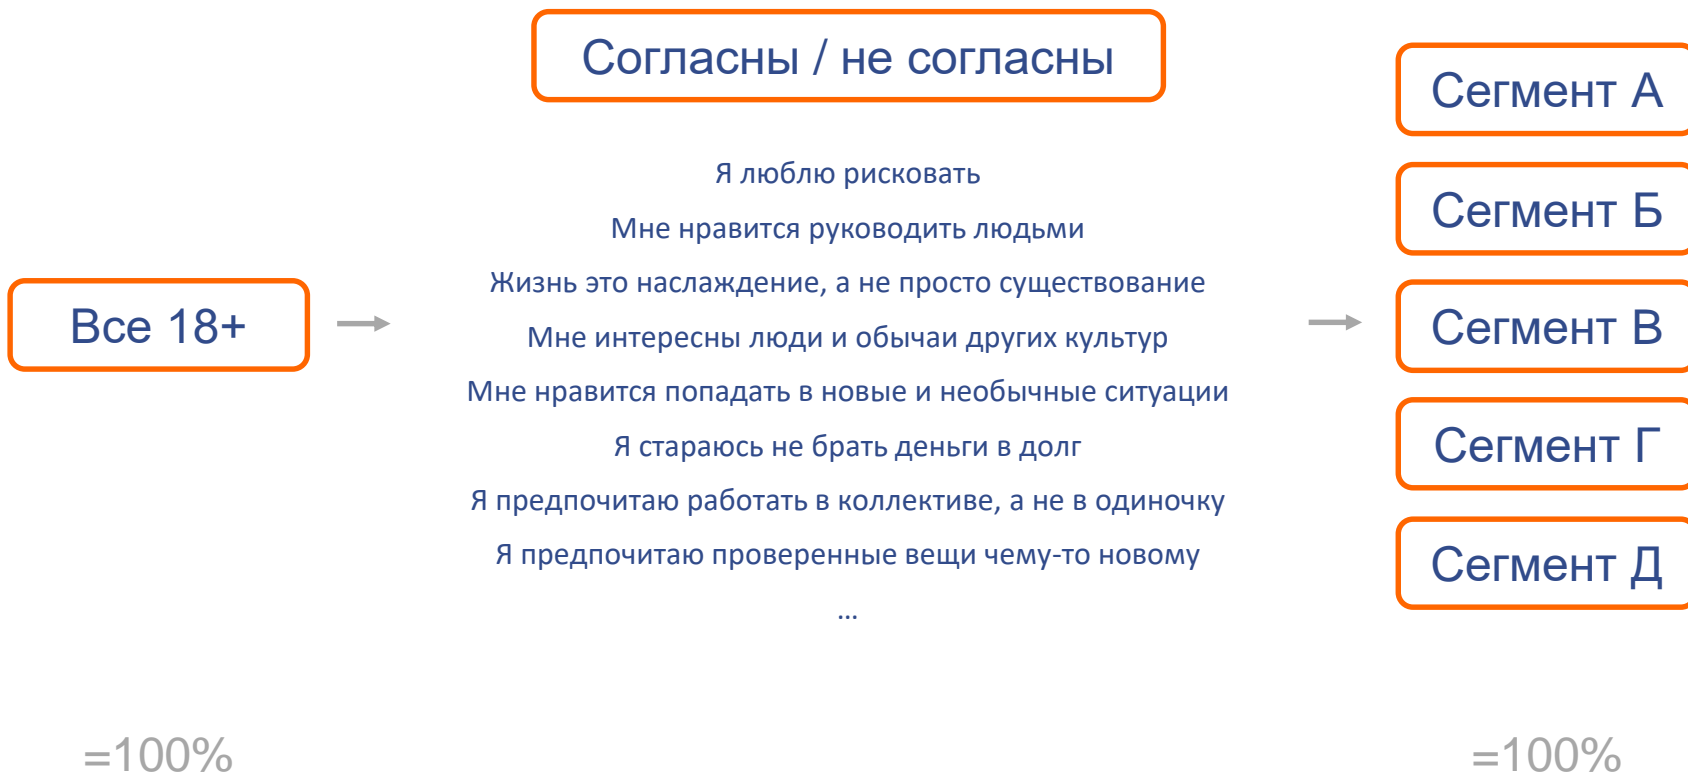 Все 18+
=100%
Согласны / не согласны
Я люблю рисковать
Мне нравится руководить людьми
Жизнь это наслаждение, а не просто существование
Мне интересны люди и обычаи других культур
Мне нравится попадать в новые и необычные ситуации
Я стараюсь не брать деньги в долг
Я предпочитаю работать в коллективе, а не в одиночку
Я предпочитаю проверенные вещи чему-то новому
...
Сегмент А
Сегмент Б
Сегмент В
Сегмент Г
Сегмент Д
=100%